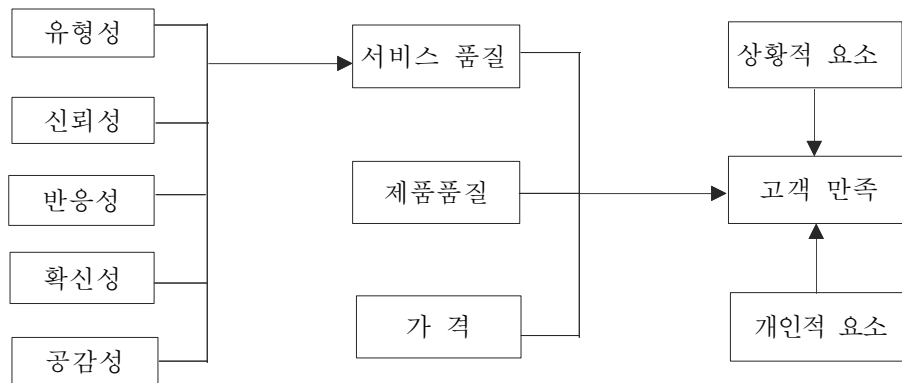 유형성
신뢰성
반응성
확신성
공감성
서비스 품질
제품품질
가 격
상황적 요소
고객 만족
개인적 요소